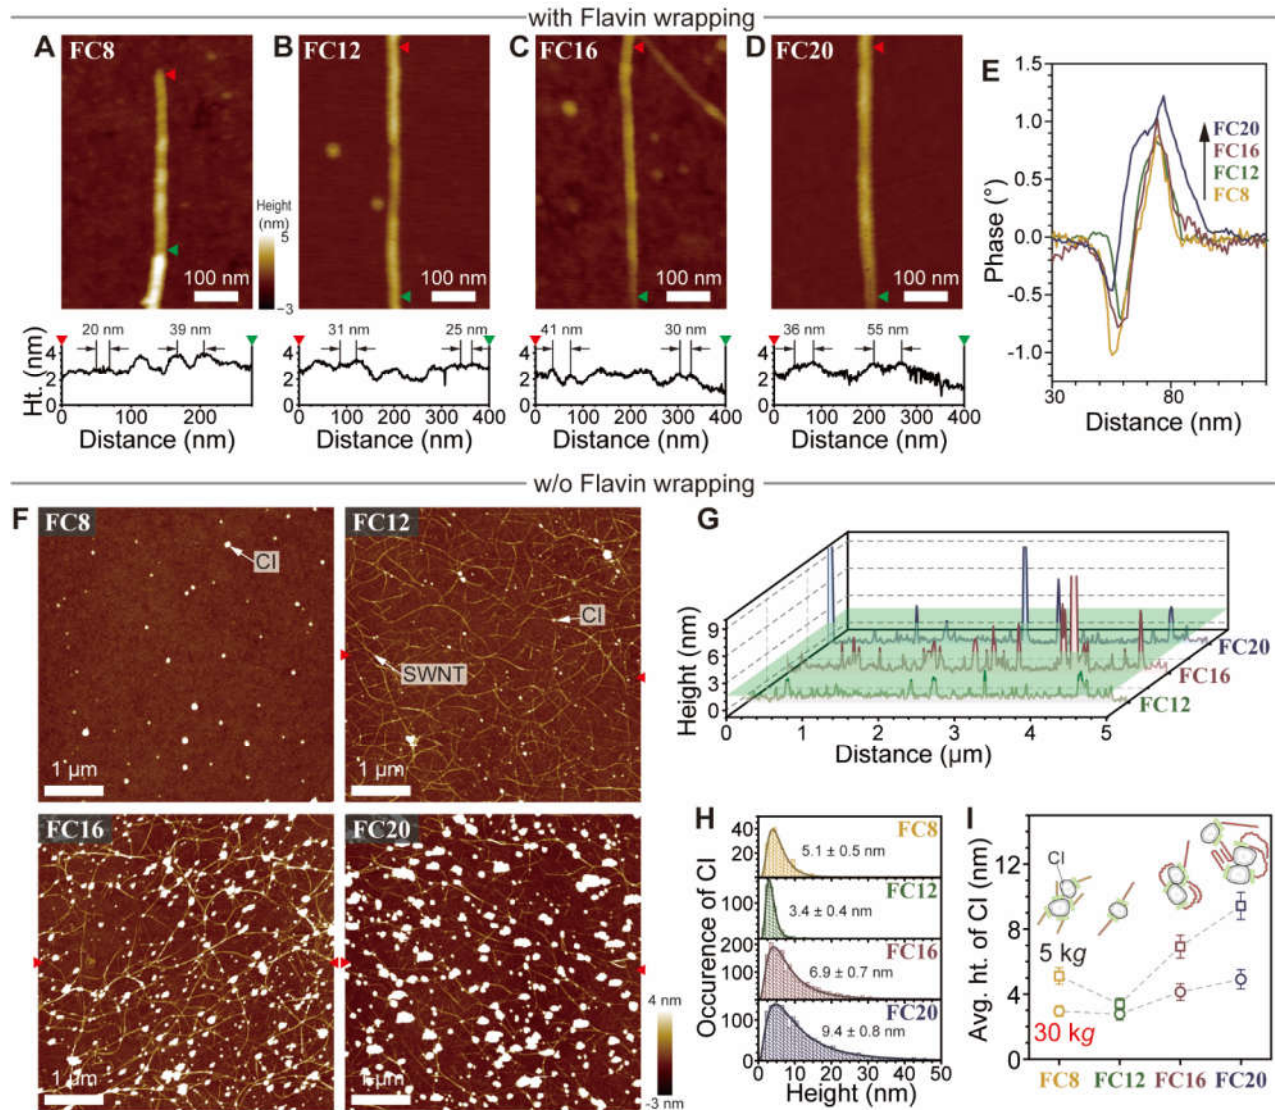 with Flavin wrapping
A FC8
B FC12
C FC16
D FC20
E
Height
(nm)
5
−3
100 nm
100 nm
100 nm
100 nm
1.5
1.0
0.5
0.0
-0.5
-1.0
Phase (°)
FC20
FC16
FC12
FC8
30 80
Distance (nm)
20 nm 39 nm
31 nm 25 nm
41 nm 30 nm
36 nm 55 nm
Ht. (nm)
4
2
0
4
2
0
4
2
0
4
2
0
0 100 200
0 100 200 300 400
0 100 200 300 400
0 100 200 300 400
Distance (nm)
Distance (nm)
Distance (nm)
Distance (nm)
w/o Flavin wrapping
F FC8
CI
1 µm
FC12
CI
SWNT
1 µm
FC16
1 µm
FC20
1 µm
4 nm
-3 nm
G
9
6
3
0
Height (nm)
0 1 2 3 4 5
Distance (µm)
FC20
FC16
FC12
H
Occurence of CI
40
20
FC8
5.1 ± 0.5 nm
100
FC12
3.4 ± 0.4 nm
200
100
FC16
6.9 ± 0.7 nm
100
FC20
9.4 ± 0.8 nm
0 10 20 30 40 50
Height (nm)
I
Avg. ht. of CI (nm)
12
8
4
0
CI
5 kg
30 kg
FC8 FC12 FC16 FC20